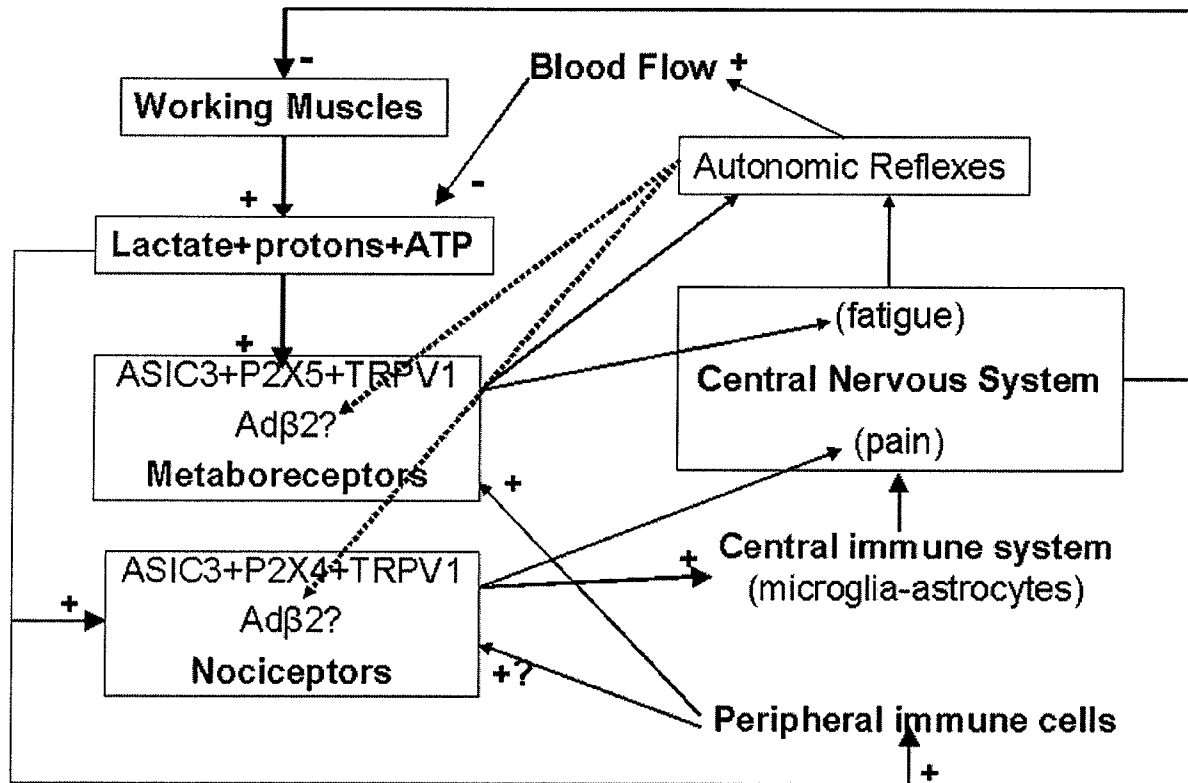 -
Working Muscles
+
Lactate+protons+ATP
+
ASIC3+P2X5+TRPV1
Adβ2?
Metaboreceptors
+
ASIC3+P2X4+TRPV1
Adβ2?
Nociceptors
+
+?
Blood Flow +
-
Autonomic Reflexes
(fatigue)
Central Nervous System
(pain)
+
Central immune system
(microglia-astrocytes)
Peripheral immune cells
+